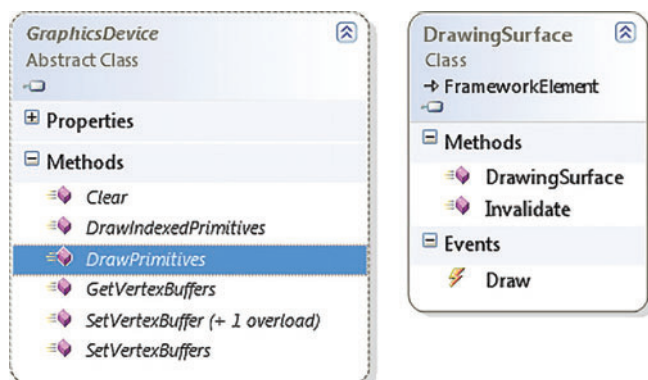 GraphicsDevice
Abstract Class
Properties
Methods
Clear
DrawIndexedPrimitives
DrawPrimitives
GetVertexBuffers
SetVertexBuffer (+ 1 overload)
SetVertexBuffers
DrawingSurface
Class
FrameworkElement
Methods
DrawingSurface
Invalidate
Events
Draw